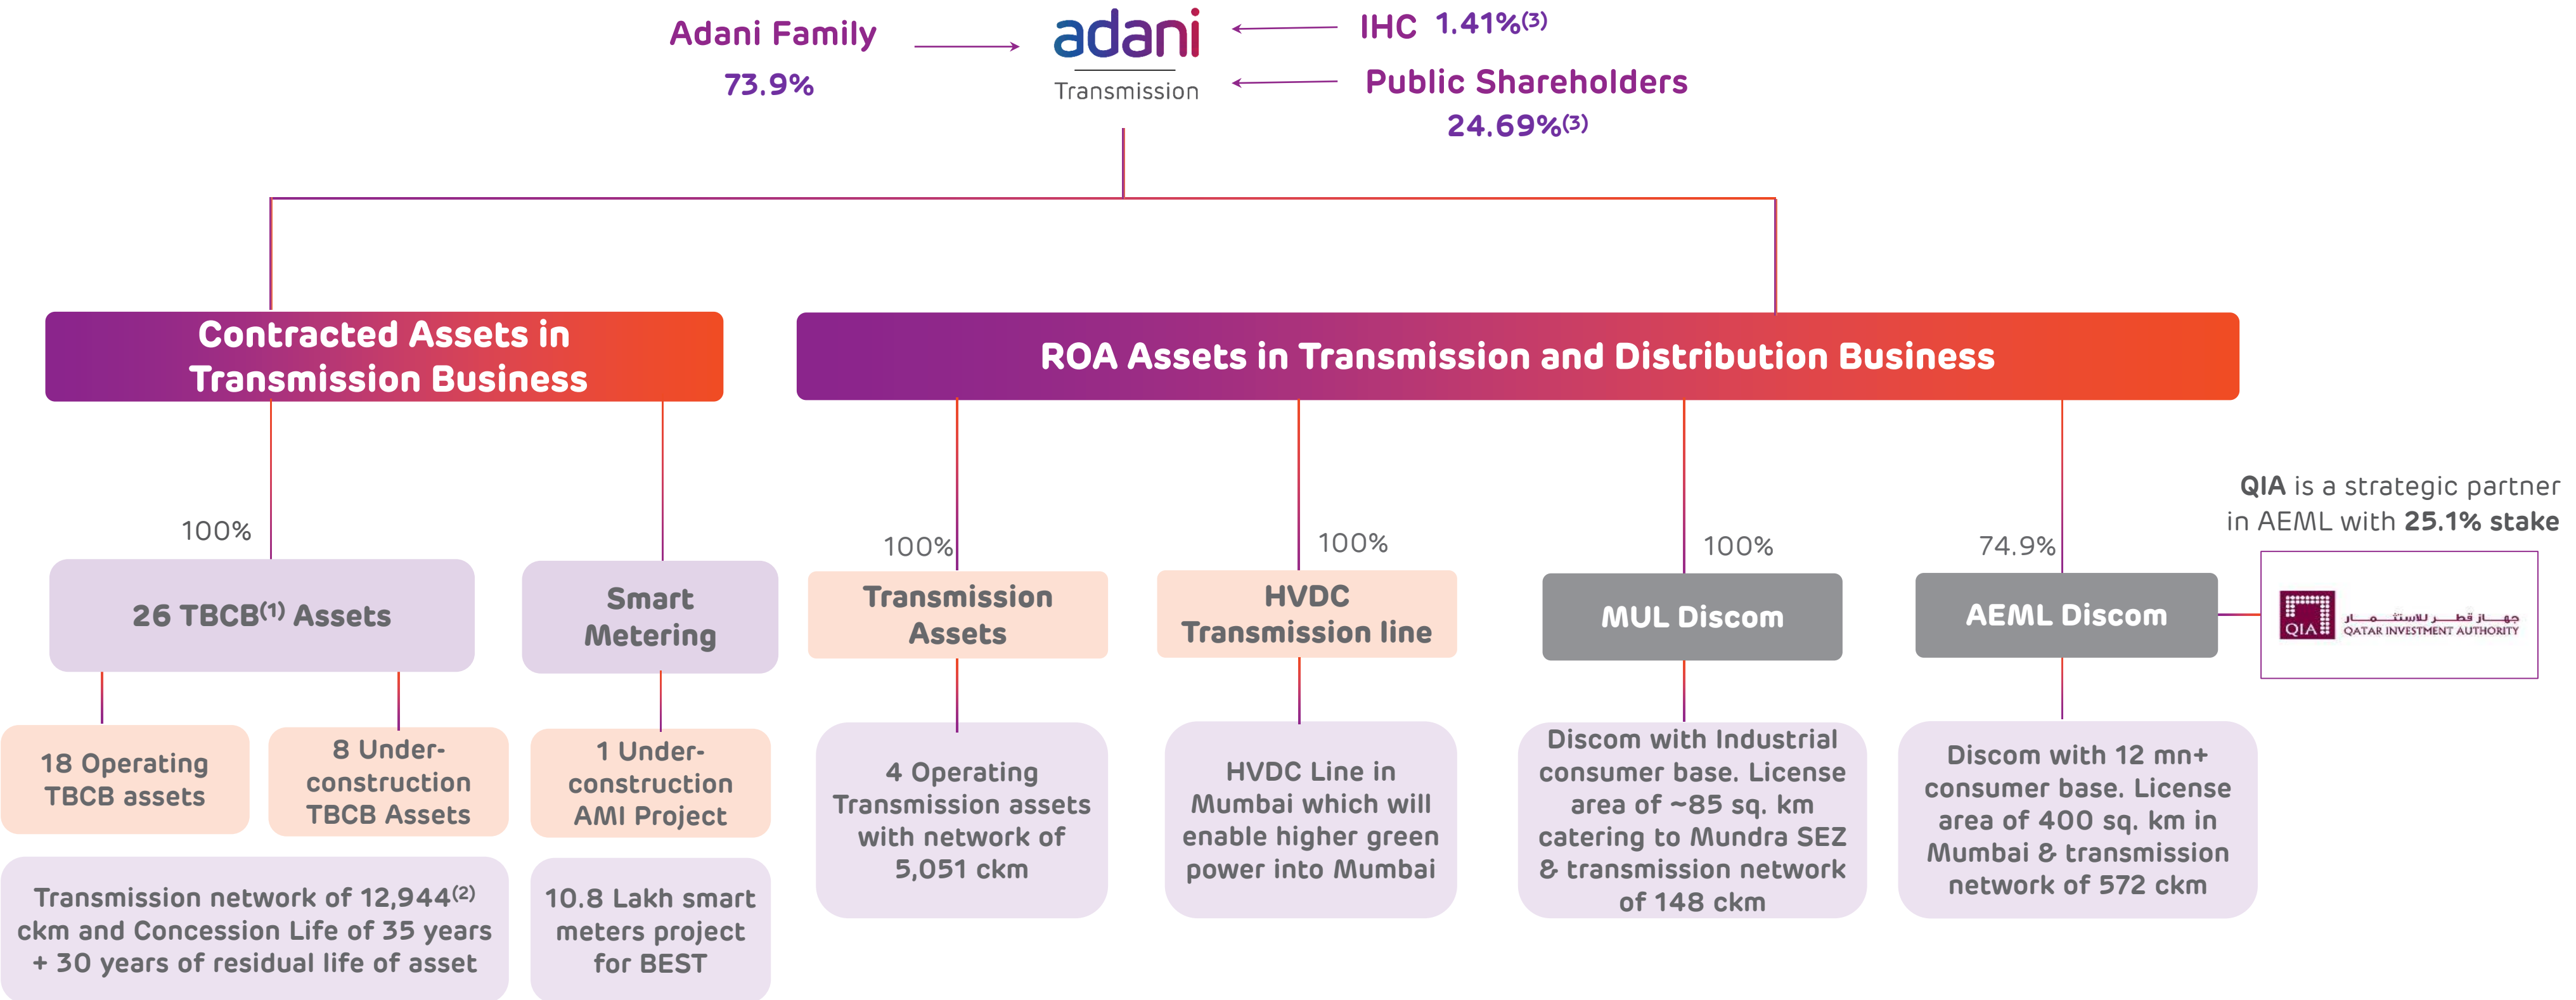 Adani Family
73.9%
adani
Transmission
IHC 1.41%(3)
Public Shareholders
24.69%(3)
Contracted Assets in
Transmission Business
ROA Assets in Transmission and Distribution Business
100%
26 TBCB(1) Assets
Smart
Metering
100%
Transmission
Assets
100%
HVDC
Transmission line
100%
MUL Discom
74.9%
AEML Discom
QIA is a strategic partner
in AEML with 25.1% stake
QIA
جهاز قطر للاستثمار
QATAR INVESTMENT AUTHORITY
18 Operating
TBCB assets
8 Under-
construction
TBCB Assets
1 Under-
construction
AMI Project
Transmission network of 12,944(2)
ckm and Concession Life of 35 years
+ 30 years of residual life of asset
10.8 Lakh smart
meters project
for BEST
4 Operating
Transmission assets
with network of
5,051 ckm
HVDC Line in
Mumbai which will
enable higher green
power into Mumbai
Discom with Industrial
consumer base. License
area of ~85 sq. km
catering to Mundra SEZ
& transmission network
of 148 ckm
Discom with 12 mn+
consumer base. License
area of 400 sq. km in
Mumbai & transmission
network of 572 ckm